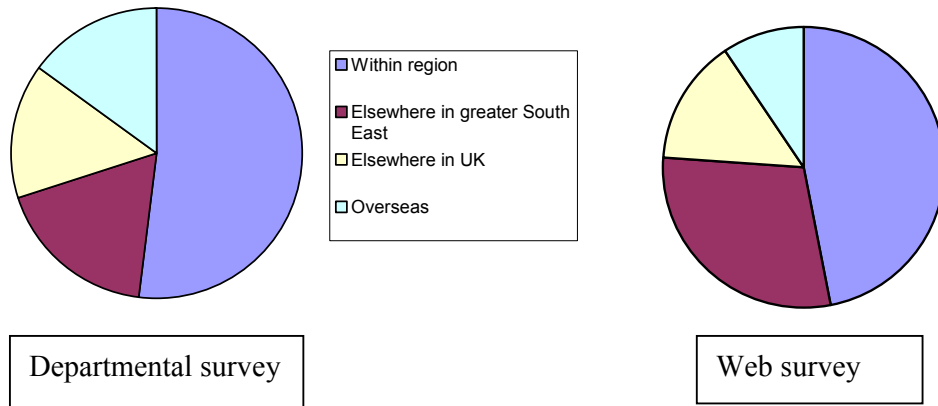 Within region
Elsewhere in greater South
East
Elsewhere in UK
Overseas
Departmental survey
Web survey